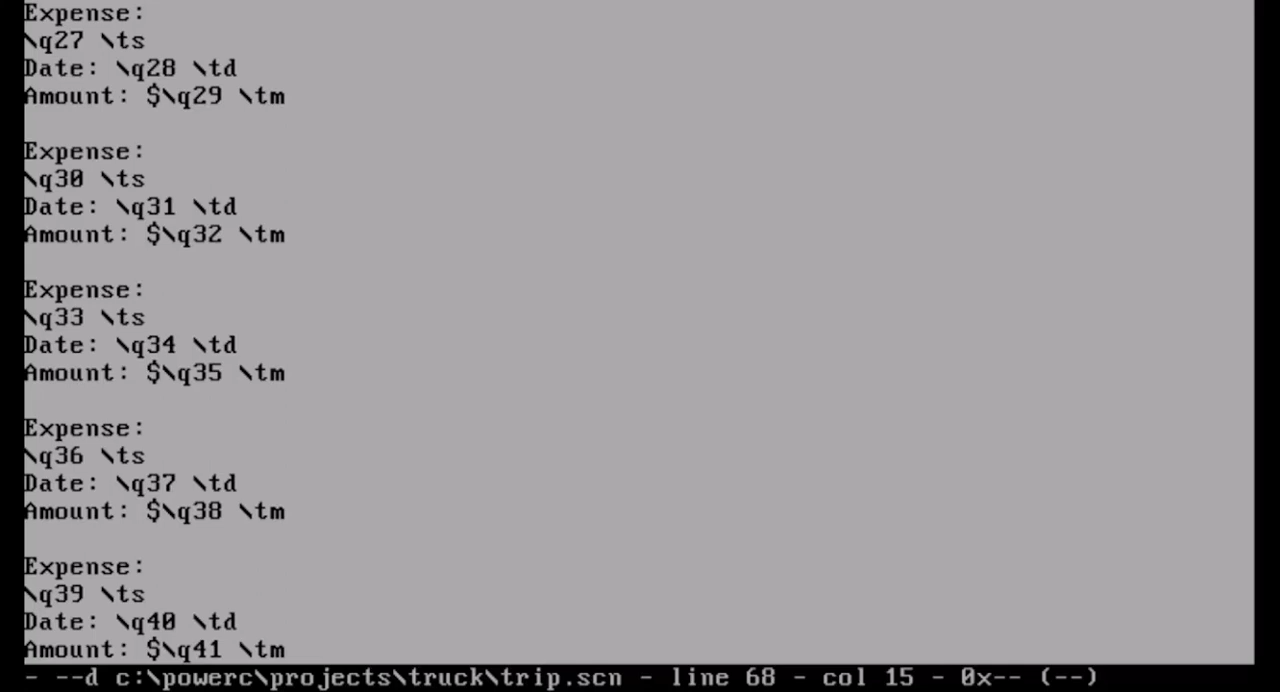 Expense:
\q27 \ts
Date: \q28 \td
Amount: $\q29 \tm
Expense:
\q30 \ts
Date: \q31 \td
Amount: $\q32 \tm
Expense:
\q33 \ts
Date: \q34 \td
Amount: $\q35 \tm
Expense:
\q36 \ts
Date: \q37 \td
Amount: $\q38 \tm
Expense:
\q39 \ts
Date: \q40 \td
Amount: $\q41 \tm
- --d c:\powerc\projects\truck\trip.scn - line 68 - col 15 - 0x-- (--)